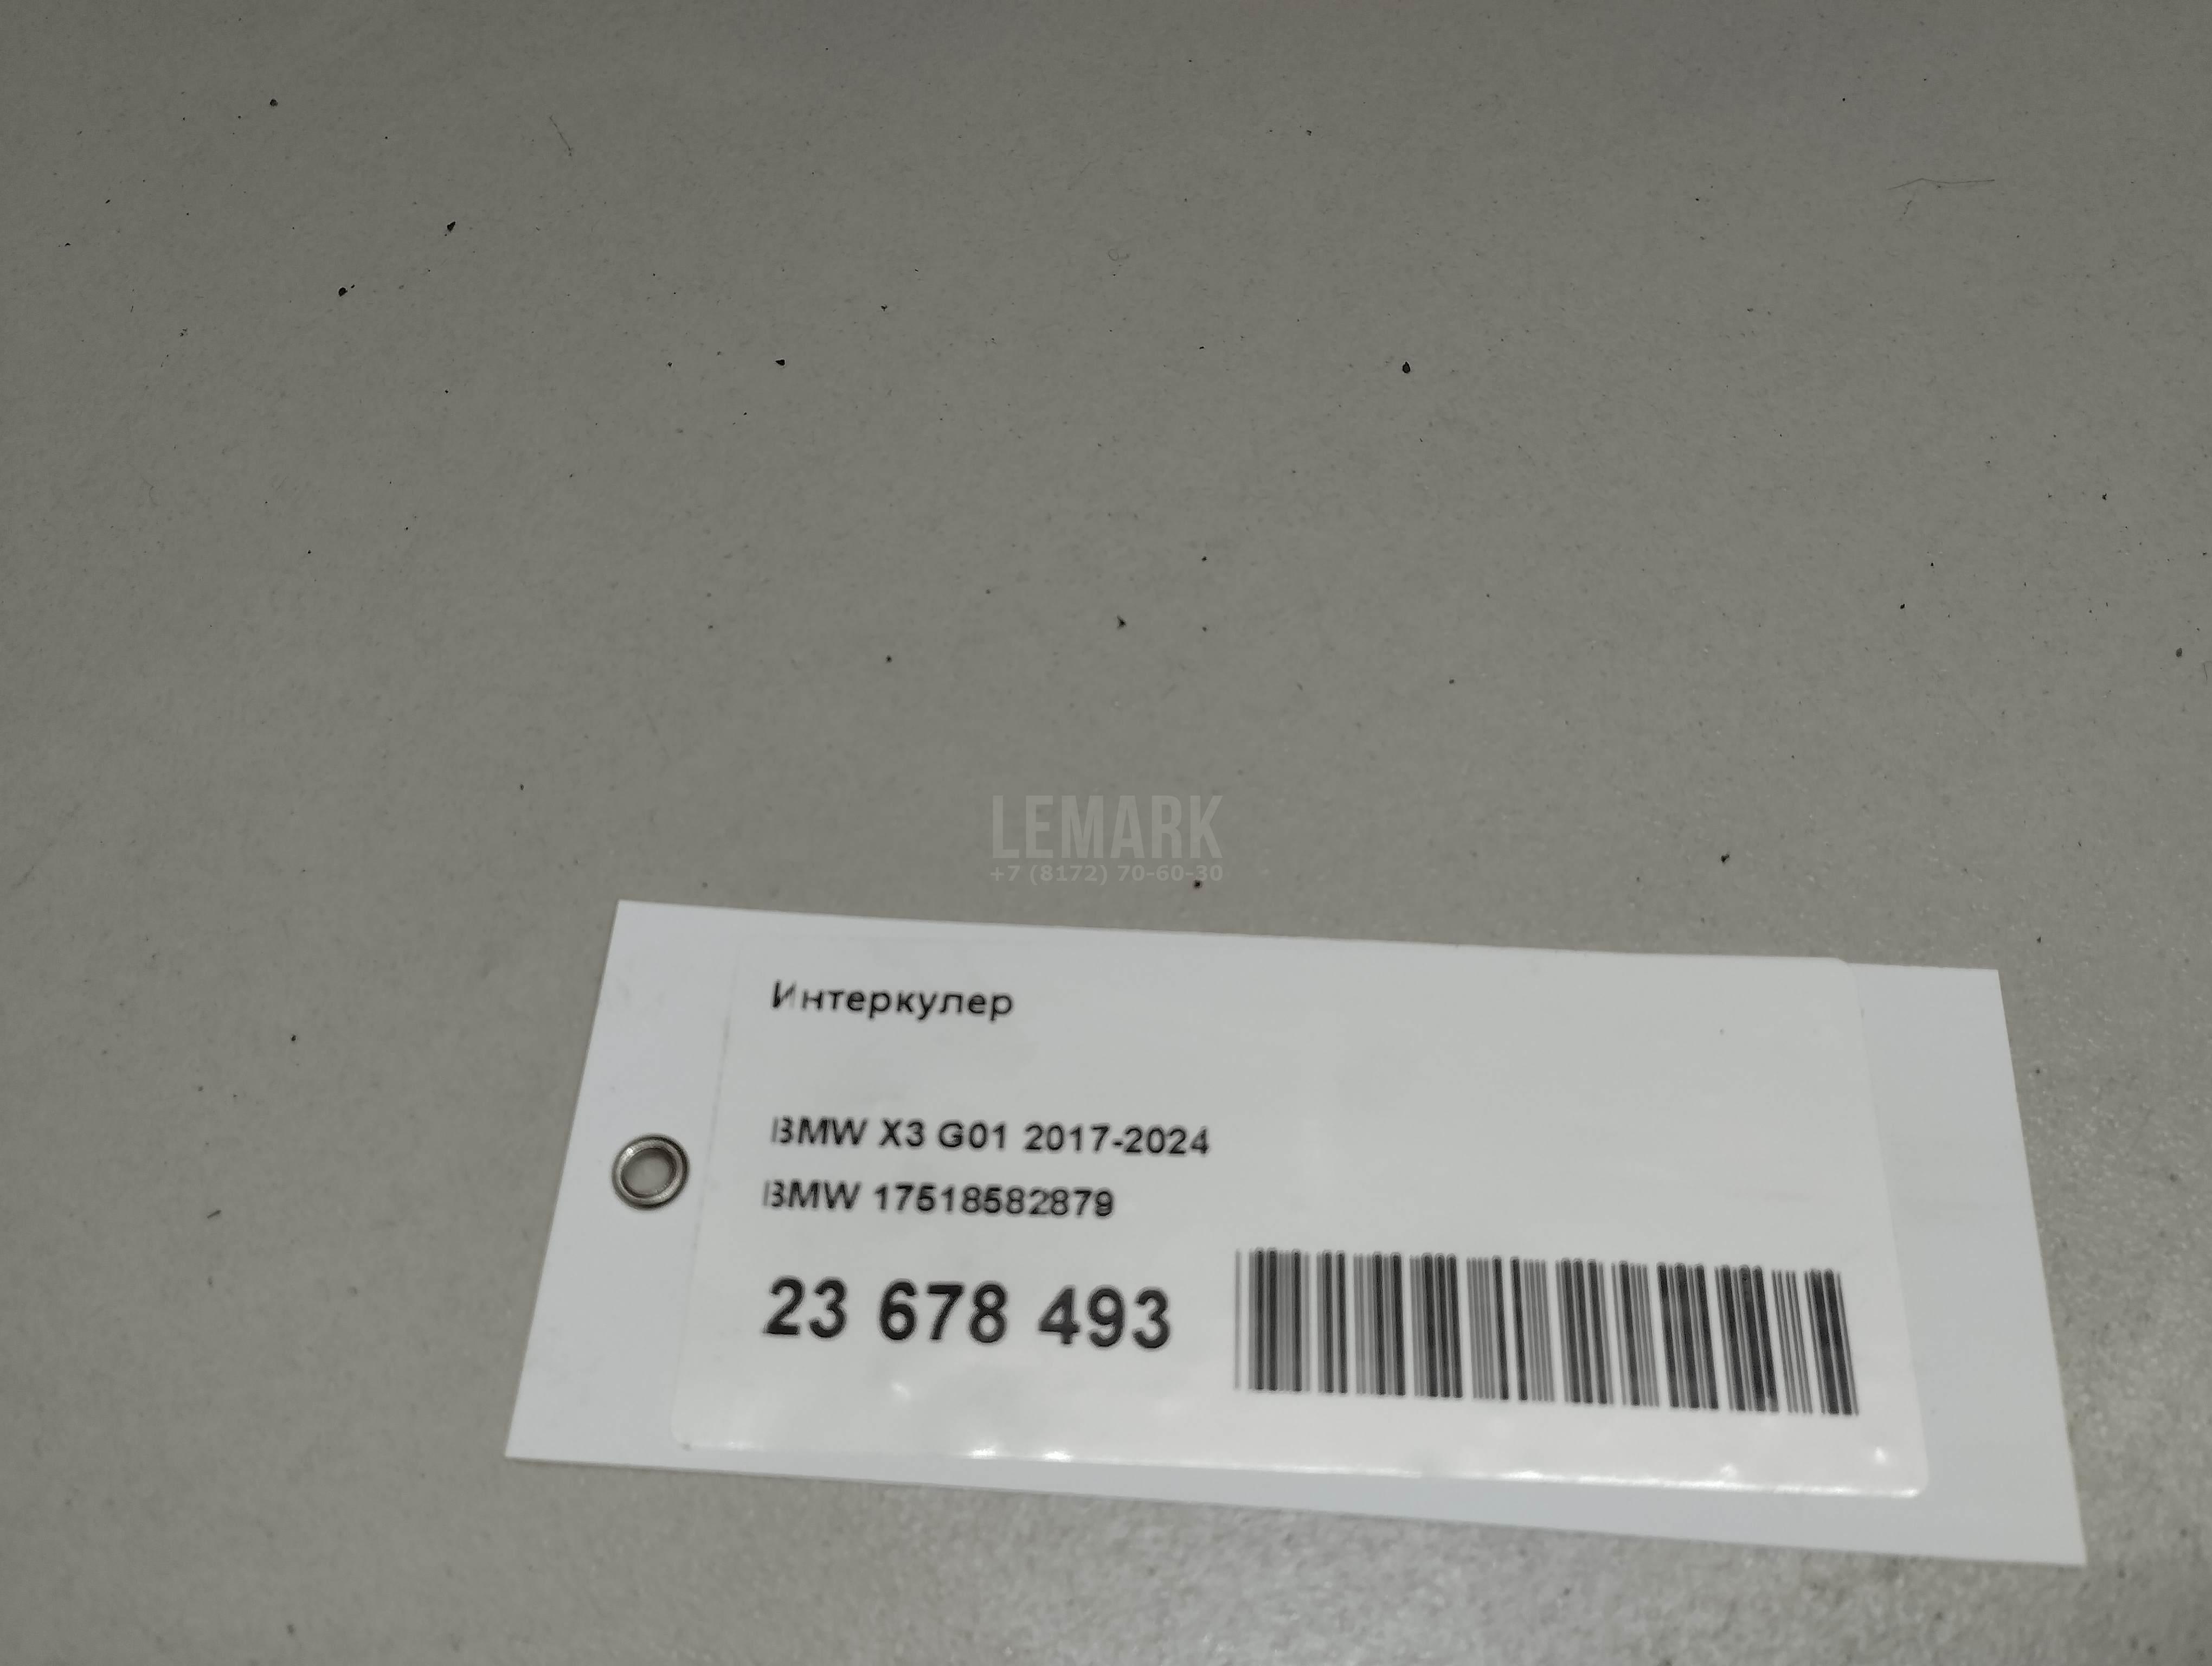 LEMARK
+7 (8172) 70-60-30
Интеркулер
BMW X3 G01 2017-2024
BMW 17518582879
23 678 493